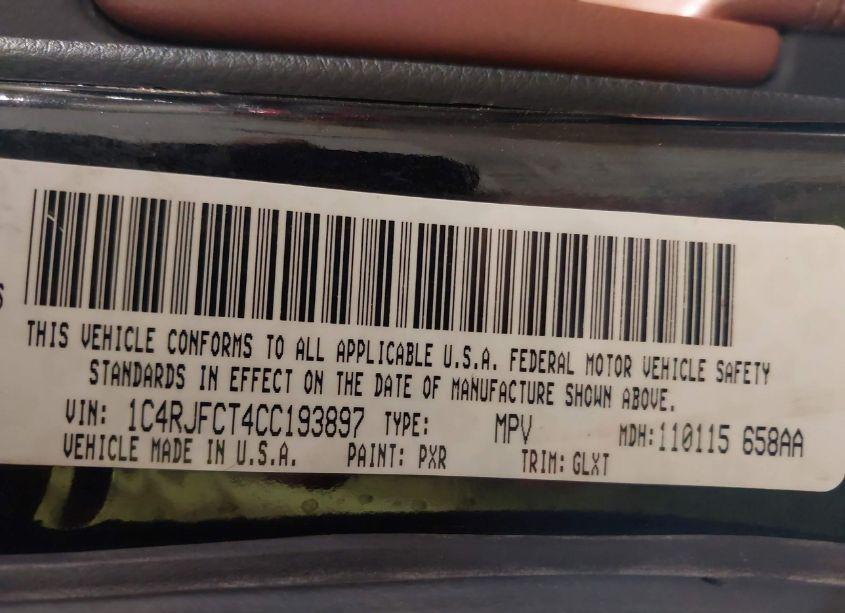 THIS VEHICLE CONFORMS TO ALL APPLICABLE U.S.A. FEDERAL MOTOR VEHICLE SAFETY
STANDARDS IN EFFECT ON THE DATE OF MANUFACTURE SHOWN ABOVE.
VIN: 1C4RJFCT4CC193897 TYPE: MPV MDH:110115 658AA
VEHICLE MADE IN U.S.A. PAINT: PXR TRIM: GLXT